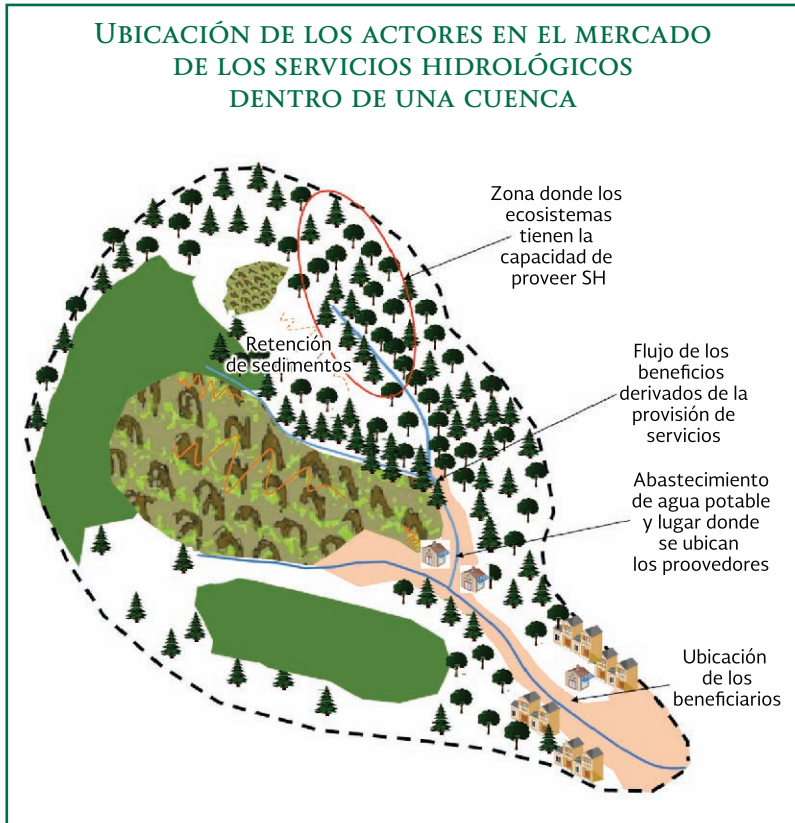 UBICACIÓN DE LOS ACTORES EN EL MERCADO
DE LOS SERVICIOS HIDROLÓGICOS
DENTRO DE UNA CUENCA
Zona donde los
ecosistemas
tienen la
capacidad de
proveer SH
Retención
de sedimentos
Flujo de los
beneficios
derivados de la
provisión de
servicios
Abastecimiento
de agua potable
y lugar donde
se ubican
los proovedores
Ubicación
de los
beneficiarios